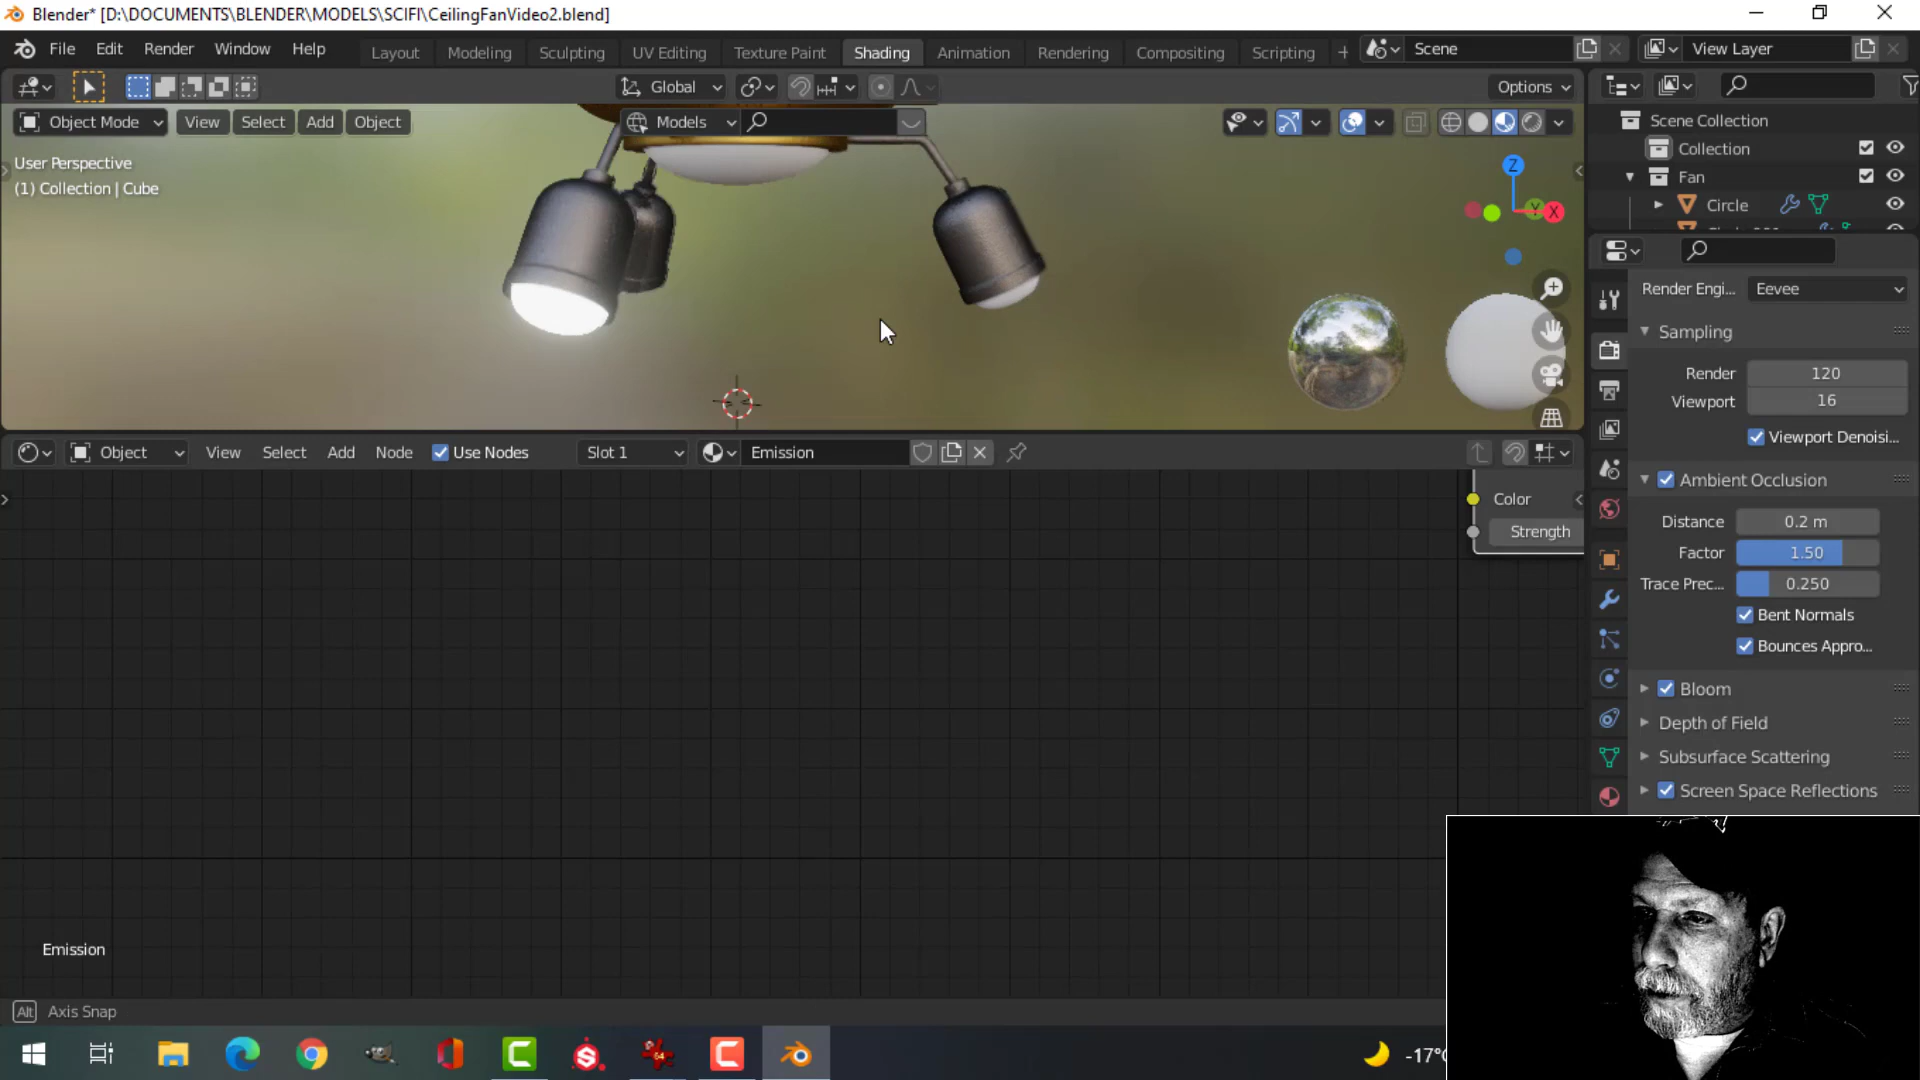 Blender* [D:\DOCUMENTS\BLENDER\MODELS\SCIFI\CeilingFanVideo2.blend]
File Edit Render Window Help Layout Modeling Sculpting UV Editing Texture Paint Shading Animation Rendering Compositing Scripting + Scene View Layer
Global Options
Object Mode View Select Add Object Models
User Perspective
(1) Collection | Cube
Z
Y X
Scene Collection
Collection
Fan
Circle
Render Engi... Eevee
Sampling
Render 120
Viewport 16
Viewport Denoisi...
Ambient Occlusion
Distance 0.2 m
Factor 1.50
Trace Prec... 0.250
Bent Normals
Bounces Appro...
Bloom
Depth of Field
Subsurface Scattering
Screen Space Reflections
Object View Select Add Node Use Nodes Slot 1 Emission
Color
Strength
Emission
Alt Axis Snap
-17°C